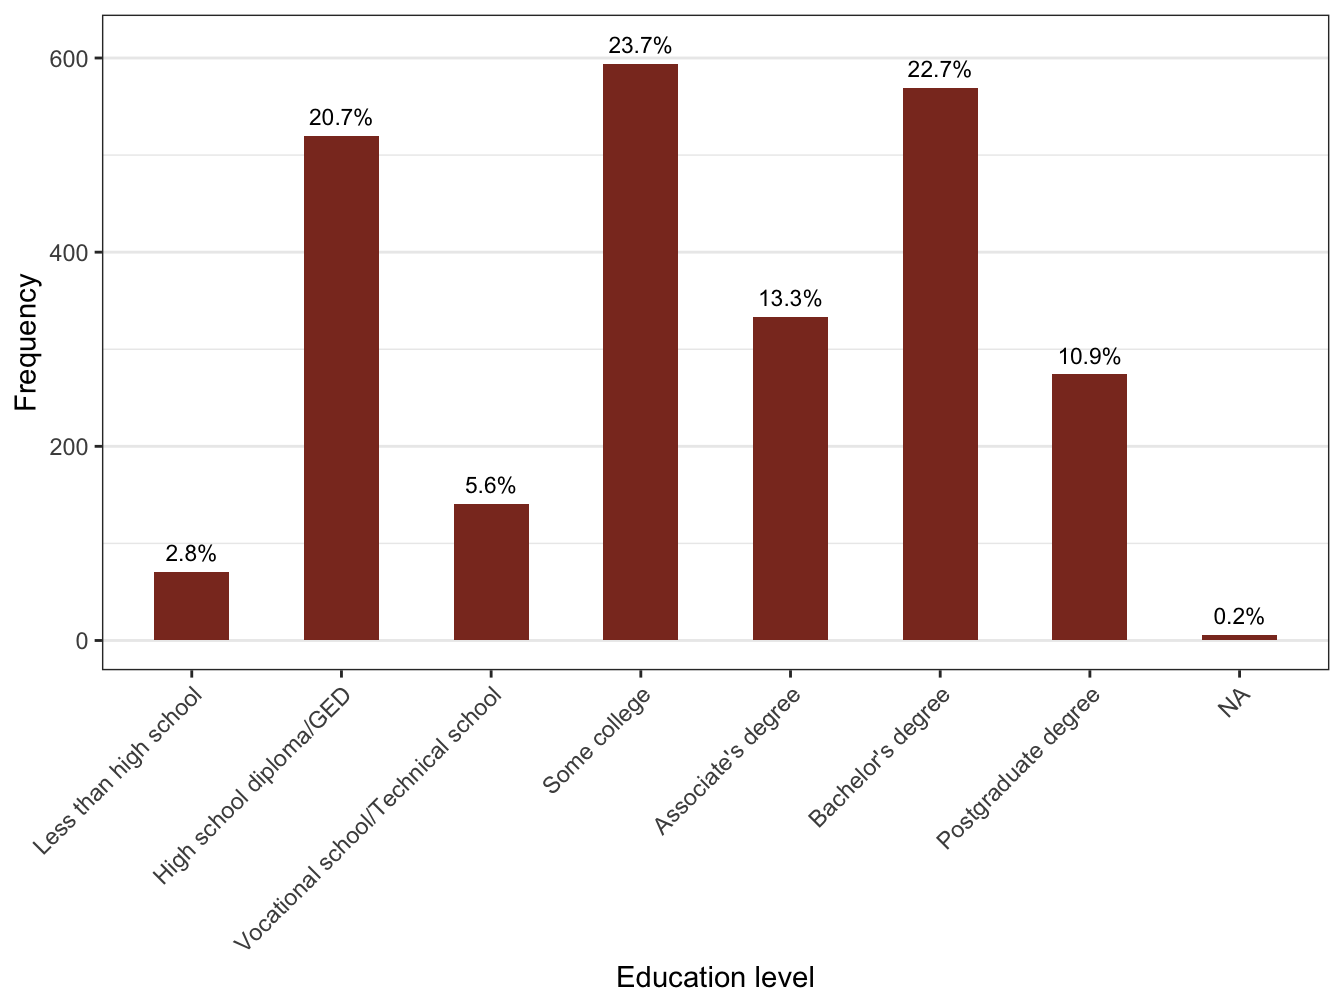 23.7%
600
22.7%
20.7%
400
13.3%
Frequency
10.9%
200
5.6%
2.8%
0.2%
0
Less than high school
High school diploma/GED
Vocational school/Technical school
Some college
Associate's degree
Bachelor's degree
Postgraduate degree
NA
Education level